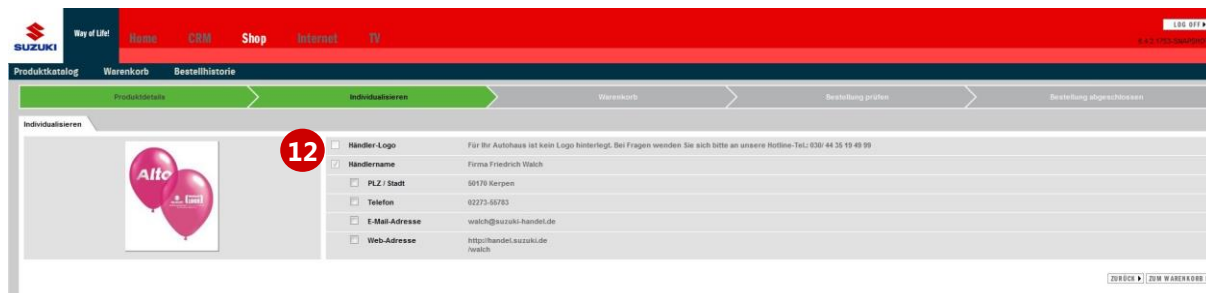 SUZUKI
Way of Life!
Home CRM Shop Internet TV
LOG OFF
Produktkatalog Warenkorb Bestellhistorie
Produktdetails Individualisieren Warenkorb Bestellung prüfen Bestellung abgeschlossen
Individualisieren
Alto
12
Händler-Logo Für Ihr Autohaus ist kein Logo hinterlegt. Bei Fragen wenden Sie sich bitte an unsere Hotline-Tel.: 030/ 44 35 19 49 99
Händlername Firma Friedrich Walch
PLZ / Stadt 50170 Kerpen
Telefon 02273-55703
E-Mail-Adresse walch@suzuki-handel.de
Web-Adresse http://handel.suzuki.de
/walch
ZURÜCK ZUM WARENKORB